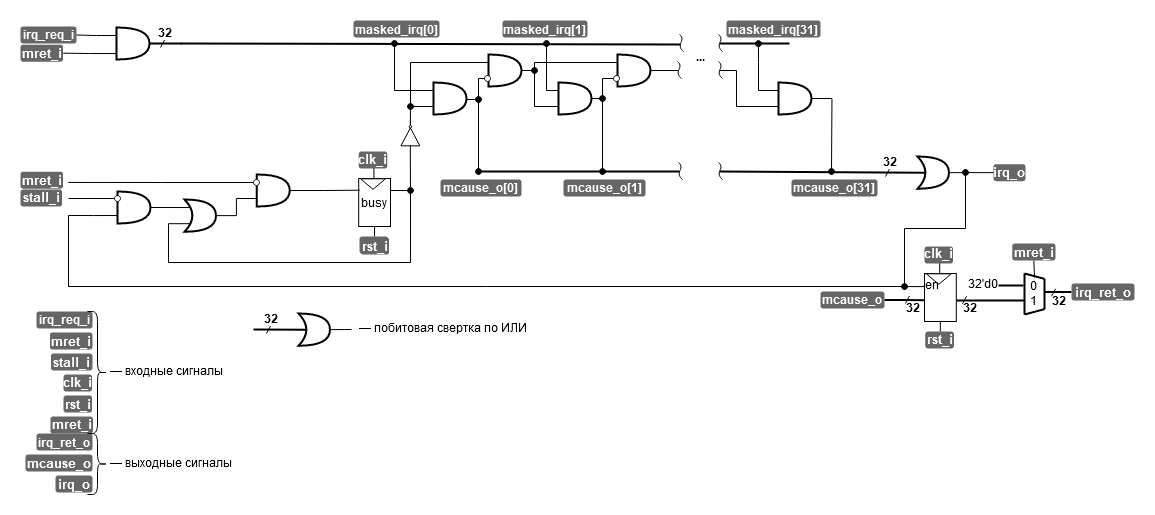 irq_req_i
mret_i
32
masked_irq[0]
masked_irq[1]
...
masked_irq[31]
mret_i
stall_i
clk_i
busy
rst_i
mcause_o[0]
mcause_o[1]
mcause_o[31]
32
irq_o
clk_i
en
rst_i
mcause_o
32
32
32'd0
mret_i
0
1
32
irq_ret_o
32
— побитовая свертка по ИЛИ
irq_req_i
mret_i
stall_i
clk_i
rst_i
mret_i
— входные сигналы
irq_ret_o
mcause_o
irq_o
— выходные сигналы